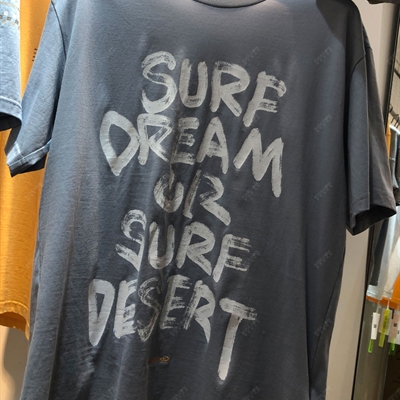 SURF
DREAM
OR
SURF
DESERT